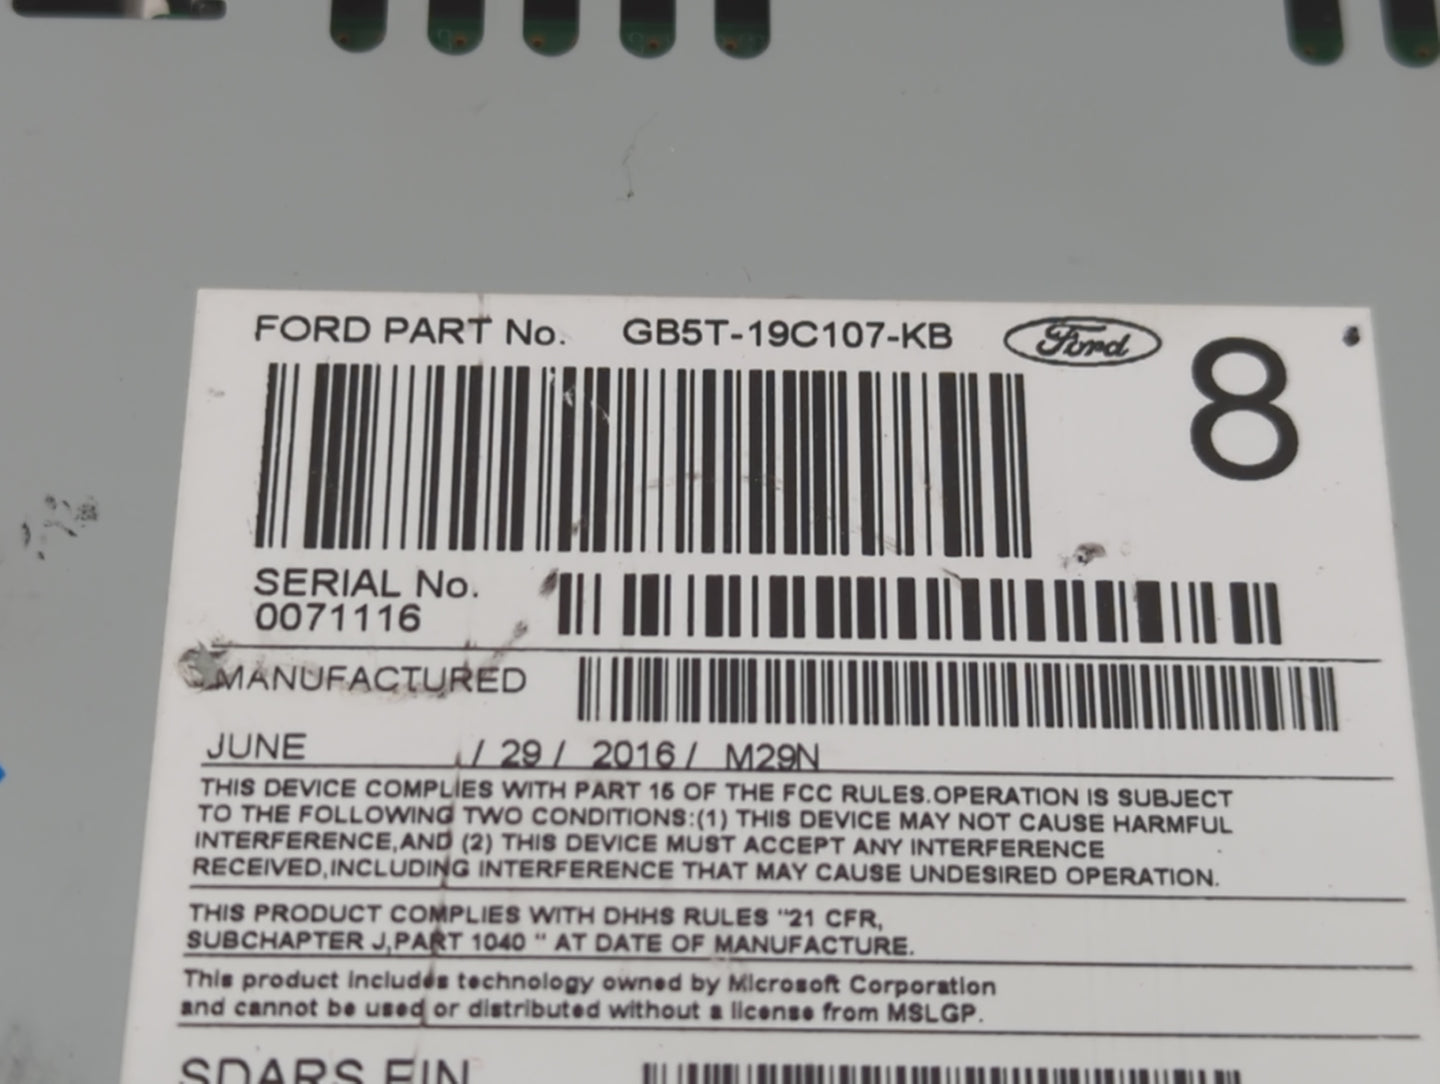 FORD PART No. GB5T-19C107-KB Ford 8
SERIAL No.
0071116
MANUFACTURED
JUNE / 29 / 2016 / M29N
THIS DEVICE COMPLIES WITH PART 15 OF THE FCC RULES.OPERATION IS SUBJECT
TO THE FOLLOWING TWO CONDITIONS:(1) THIS DEVICE MAY NOT CAUSE HARMFUL
INTERFERENCE,AND (2) THIS DEVICE MUST ACCEPT ANY INTERFERENCE
RECEIVED,INCLUDING INTERFERENCE THAT MAY CAUSE UNDESIRED OPERATION.
THIS PRODUCT COMPLIES WITH DHHS RULES "21 CFR,
SUBCHAPTER J,PART 1040 " AT DATE OF MANUFACTURE.
This product includes technology owned by Microsoft Corporation
and cannot be used or distributed without a license from MSLGP.
SDARS EIN